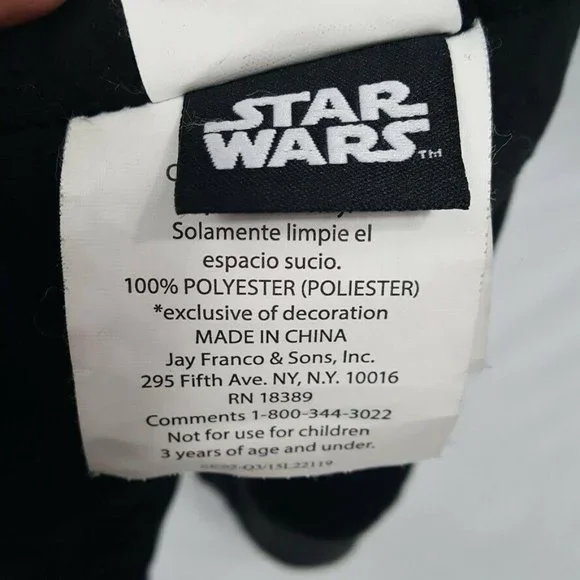 STAR
WARS TM
Solamente limpie el
espacio sucio.
100% POLYESTER (POLIESTER)
*exclusive of decoration
MADE IN CHINA
Jay Franco & Sons, Inc.
295 Fifth Ave. NY, N.Y. 10016
RN 18389
Comments 1-800-344-3022
Not for use for children
3 years of age and under.